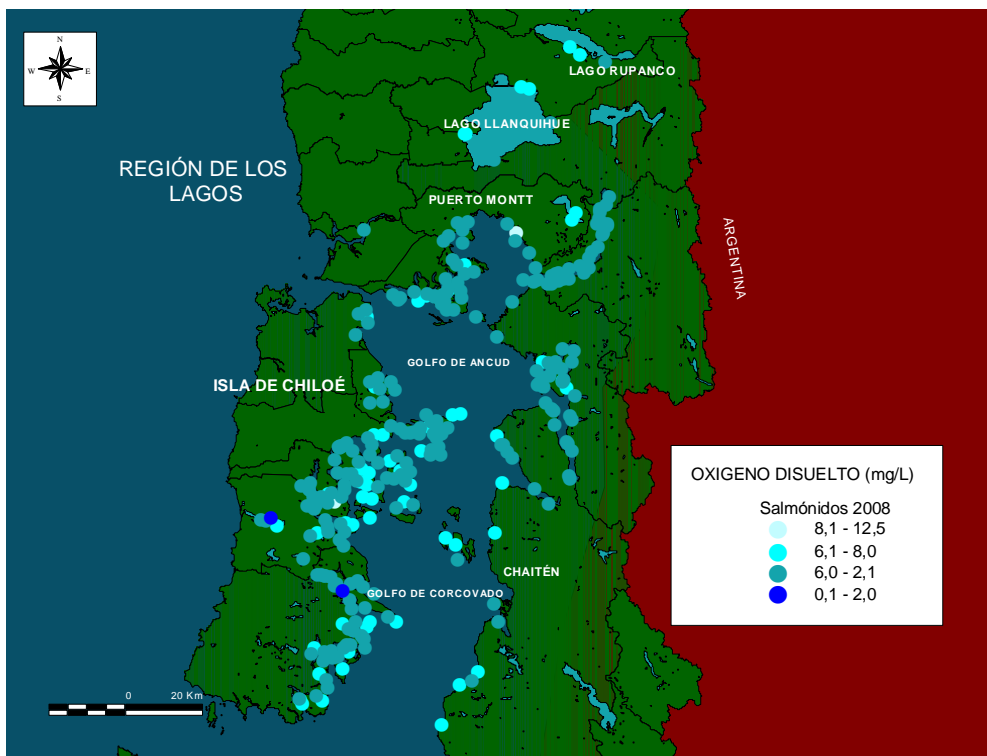 N
W E
S
LAGO RUPANCO
LAGO LLANQUIHUE
REGIÓN DE LOS
LAGOS
PUERTO MONTT
ARGENTINA
GOLFO DE ANCUD
ISLA DE CHILOÉ
OXIGENO DISUELTO (mg/L)
Salmónidos 2008
8,1 - 12,5
6,1 - 8,0
6,0 - 2,1
0,1 - 2,0
CHAITÉN
GOLFO DE CORCOVADO
0 20 Km